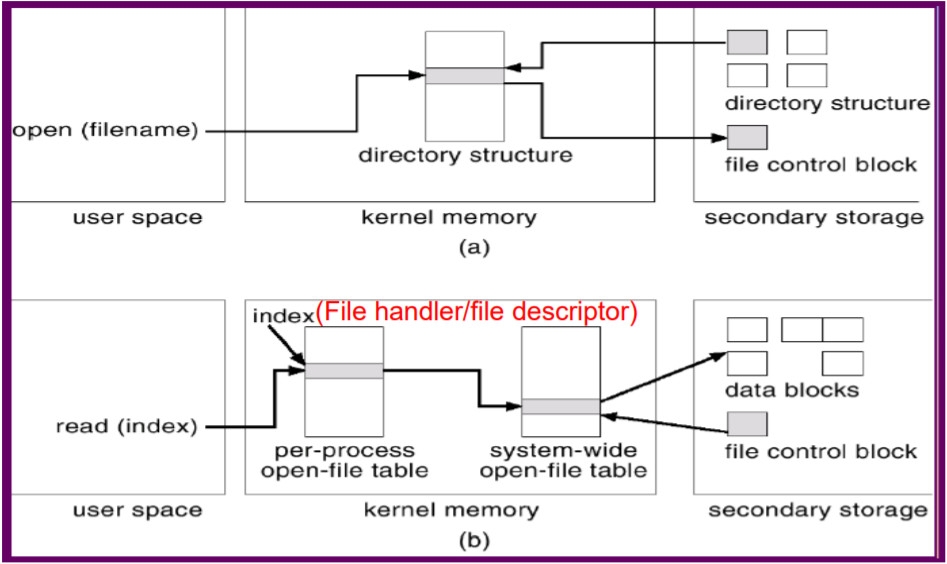 open (filename)
directory structure
directory structure
file control block
user space
kernel memory
secondary storage
(a)
index(File handler/file descriptor)
read (index)
per-process
open-file table
system-wide
open-file table
data blocks
file control block
user space
kernel memory
secondary storage
(b)